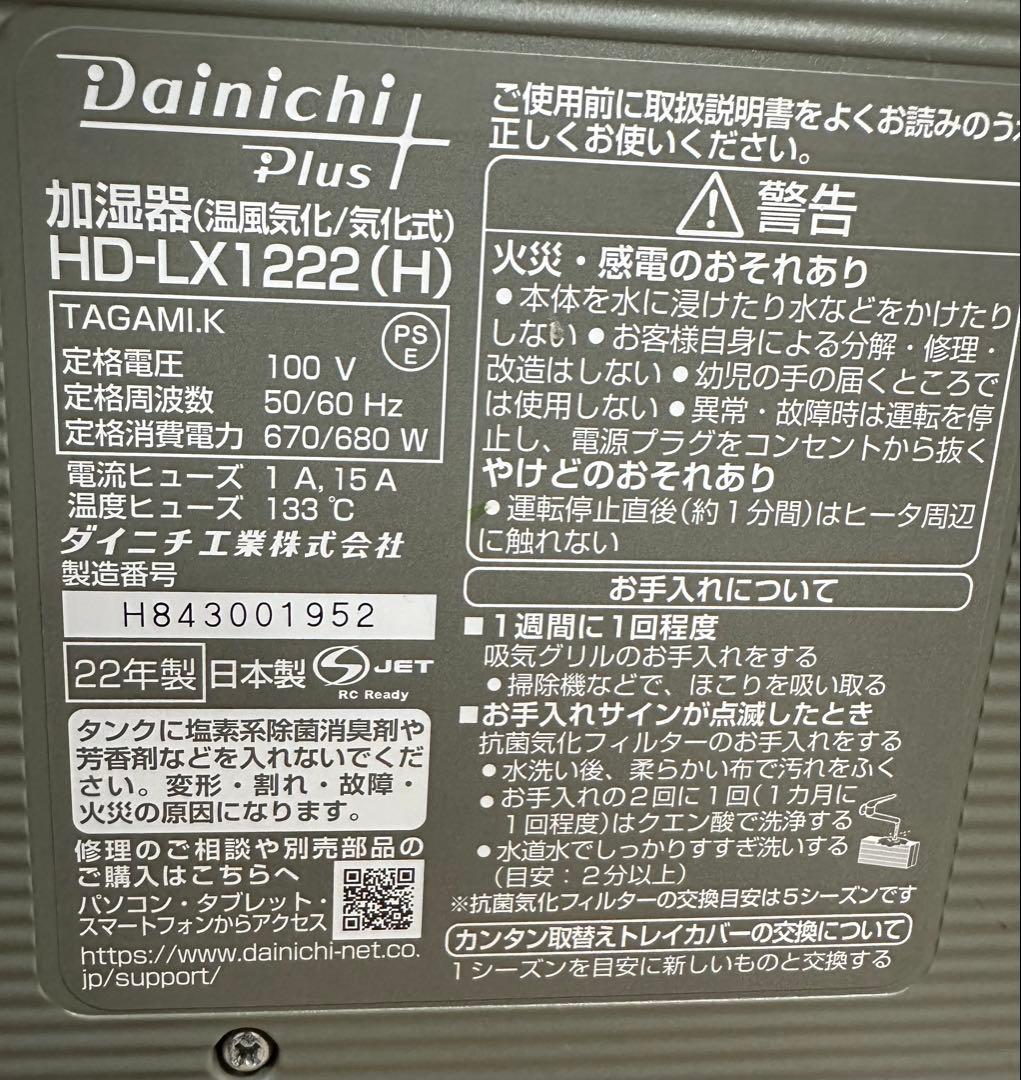 Dainichi
Plus
加湿器(温風気化/気化式)
HD-LX1222(H)
TAGAMI.K
PS
E
定格電圧 100 V
定格周波数 50/60 Hz
定格消費電力 670/680 W
電流ヒューズ 1 A, 15 A
温度ヒューズ 133 ℃
ダイニチ工業株式会社
製造番号
H843001952
22年製 日本製 S JET
RC Ready
タンクに塩素系除菌消臭剤や
芳香剤などを入れないでくだ
さい。変形・割れ・故障・
火災の原因になります。
修理のご相談や別売部品の
ご購入はこちらへ
パソコン・タブレット・
スマートフォンからアクセス
https://www.dainichi-net.co.
jp/support/
ご使用前に取扱説明書をよくお読みのう
正しくお使いください。
警告
火災・感電のおそれあり
●本体を水に浸けたり水などをかけたり
しない ●お客様自身による分解・修理・
改造はしない ●幼児の手の届くところで
は使用しない ●異常・故障時は運転を停
止し、電源プラグをコンセントから抜く
やけどのおそれあり
●運転停止直後(約1分間)はヒータ周辺
に触れない
お手入れについて
■1週間に1回程度
吸気グリルのお手入れをする
●掃除機などで、ほこりを吸い取る
■お手入れサインが点滅したとき
抗菌気化フィルターのお手入れをする
●水洗い後、柔らかい布で汚れをふく
●お手入れの2回に1回(1カ月に
1回程度)はクエン酸で洗浄する
●水道水でしっかりすすぎ洗いする
(目安:2分以上)
※抗菌気化フィルターの交換目安は5シーズンです
カンタン取替えトレイカバーの交換について
1シーズンを目安に新しいものと交換する